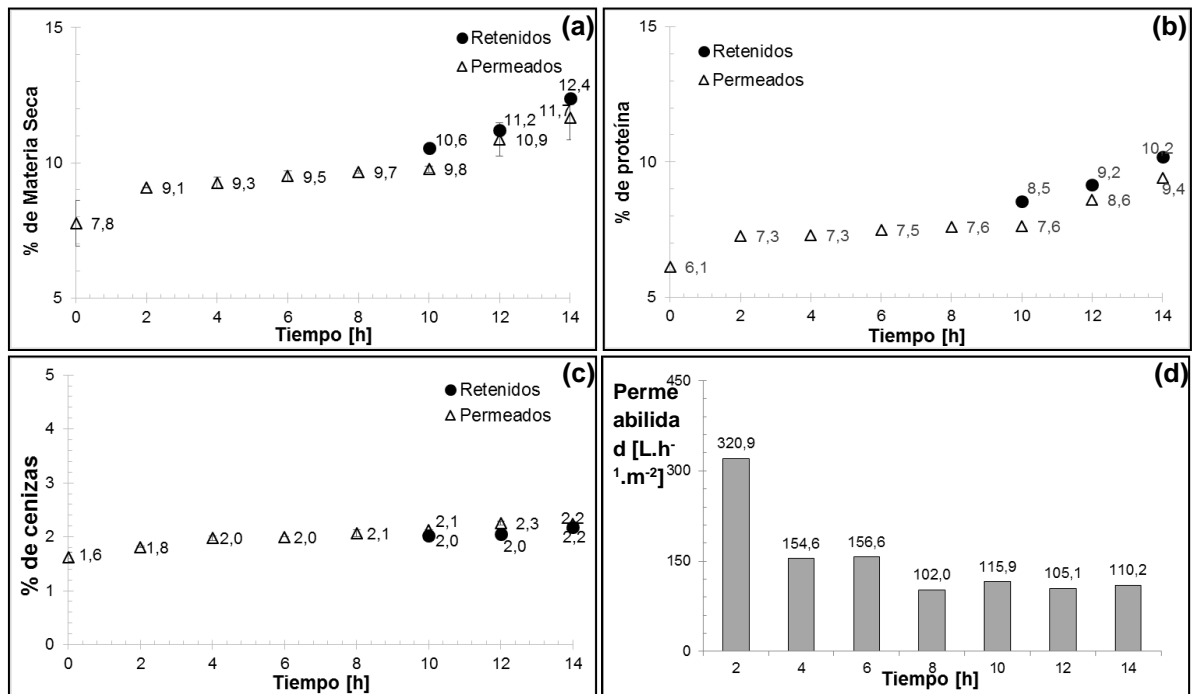 (a)
Retenidos
Permeados
% de Materia Seca
15
10
5
7,8
9,1
9,3
9,5
9,7
9,8
10,6
11,2
10,9
12,4
11,7
0 2 4 6 8 10 12 14
Tiempo [h]
(b)
Retenidos
Permeados
% de proteína
15
10
5
6,1
7,3
7,3
7,5
7,6
7,6
8,5
9,2
8,6
10,2
9,4
0 2 4 6 8 10 12 14
Tiempo [h]
(c)
Retenidos
Permeados
% de cenizas
5
4
3
2
1
0
1,6
1,8
2,0
2,0
2,1
2,1
2,0
2,3
2,0
2,2
2,2
0 2 4 6 8 10 12 14
Tiempo [h]
(d)
Perme
abilida
d [L.h-
1.m-2]
450
300
150
0
320,9
154,6
156,6
102,0
115,9
105,1
110,2
2 4 6 8 10 12 14
Tiempo [h]